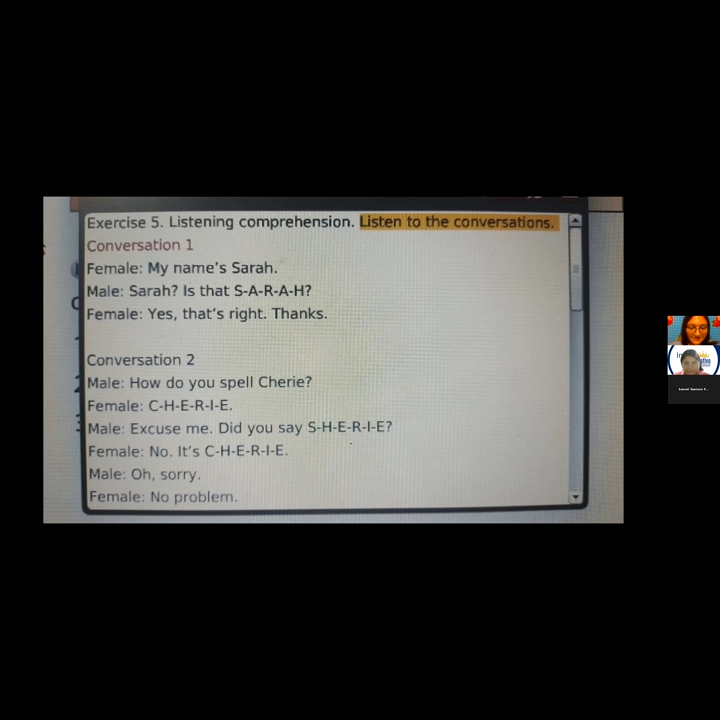 Exercise 5. Listening comprehension. Listen to the conversations.
Conversation 1
Female: My name's Sarah.
Male: Sarah? Is that S-A-R-A-H?
Female: Yes, that's right. Thanks.
Conversation 2
Male: How do you spell Cherie?
Female: C-H-E-R-I-E.
Male: Excuse me. Did you say S-H-E-R-I-E?
Female: No. It's C-H-E-R-I-E.
Male: Oh, sorry.
Female: No problem.